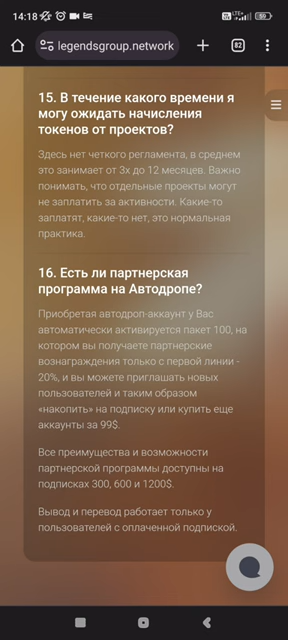 14:18
LTE+
59
legendsgroup.network
82
15. В течение какого времени я
могу ожидать начисления
токенов от проектов?
Здесь нет четкого регламента, в среднем
это занимает от 3х до 12 месяцев. Важно
понимать, что отдельные проекты могут
не заплатить за активности. Какие-то
заплатят, какие-то нет, это нормальная
практика.
16. Есть ли партнерская
программа на Автодропе?
Приобретая автодроп-аккаунт у Вас
автоматически активируется пакет 100, на
котором вы получаете партнерские
вознаграждения только с первой линии -
20%, и вы можете приглашать новых
пользователей и таким образом
«накопить» на подписку или купить еще
аккаунты за 99$.
Все преимущества и возможности
партнерской программы доступны на
подписках 300, 600 и 1200$.
Вывод и перевод работает только у
пользователей с оплаченной подпиской.